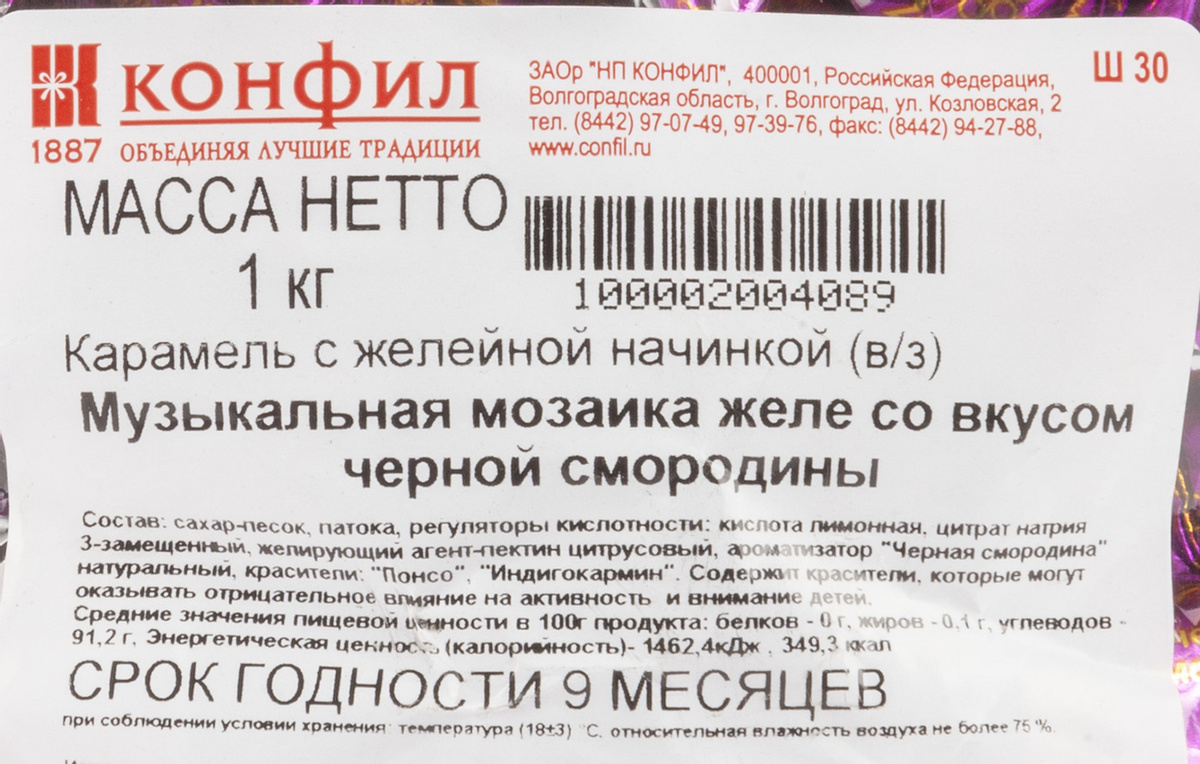 КОНФИЛ
1887 ОБЪЕДИНЯЯ ЛУЧШИЕ ТРАДИЦИИ
ЗАОр "НП КОНФИЛ", 400001, Российская Федерация,
Волгоградская область, г. Волгоград, ул. Козловская, 2
тел. (8442) 97-07-49, 97-39-76, факс: (8442) 94-27-88,
www.confil.ru
Ш 30
МАССА НЕТТО
1 кг
100002004089
Карамель с желейной начинкой (в/з)
Музыкальная мозаика желе со вкусом
черной смородины
Состав: сахар-песок, патока, регуляторы кислотности: кислота лимонная, цитрат натрия
3-замещенный, желирующий агент-пектин цитрусовый, ароматизатор "Черная смородина"
натуральный, красители: "Понсо", "Индигокармин". Содержит красители, которые могут
оказывать отрицательное влияние на активность и внимание детей.
Средние значения пищевой ценности в 100г продукта: белков - 0 г, жиров - 0,1 г, углеводов -
91,2 г, Энергетическая ценность (калорийность)- 1462,4кДж , 349,3 ккал
СРОК ГОДНОСТИ 9 МЕСЯЦЕВ
при соблюдении условии хранения: температура (18±3) °С, относительная влажность воздуха не более 75 %.